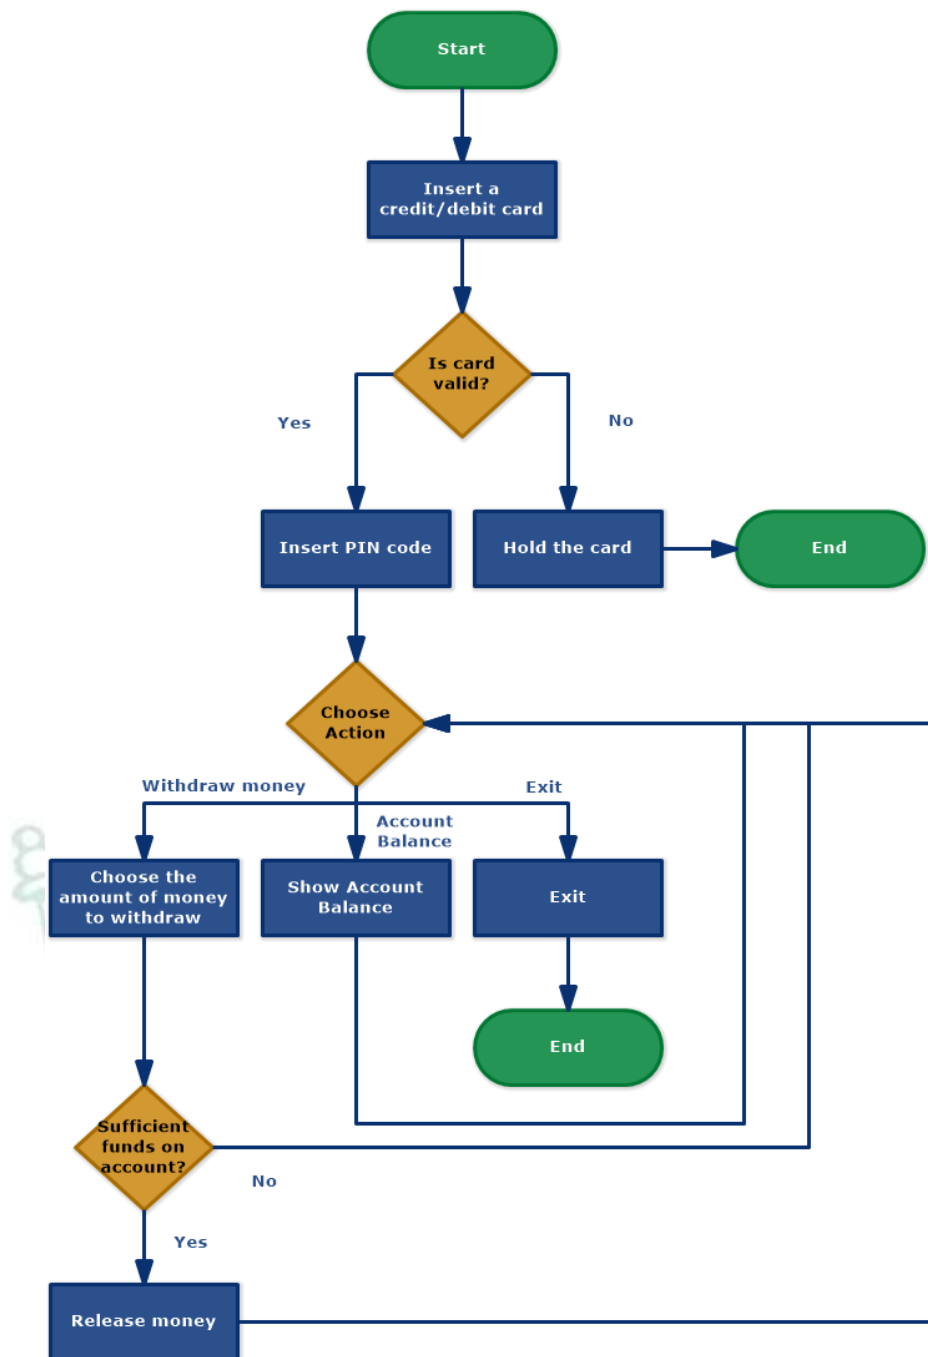 Start
Insert a
credit/debit card
Is card
valid?
Yes
No
Insert PIN code
Hold the card
End
Choose
Action
Withdraw money
Exit
Account
Balance
Choose the
amount of money
to withdraw
Show Account
Balance
Exit
End
Sufficient
funds on
account?
No
Yes
Release money